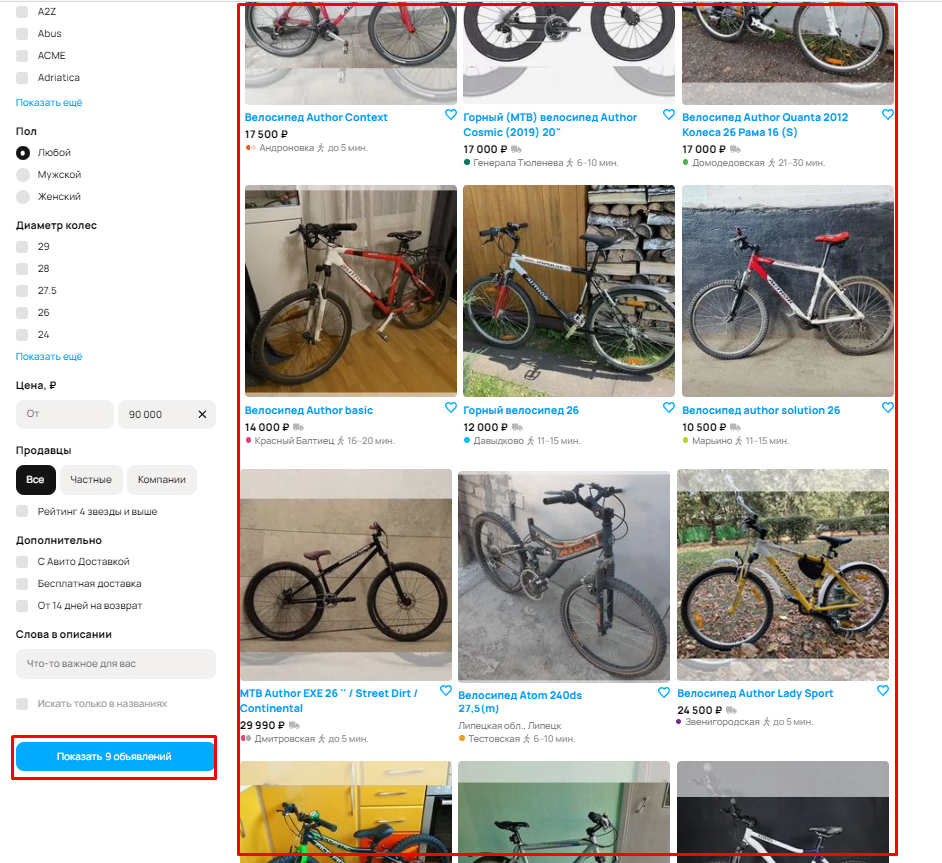 A2Z
Abus
ACME
Adriatica
Показать ещё
Пол
Любой
Мужской
Женский
Диаметр колес
29
28
27.5
26
24
Показать ещё
Цена, ₽
От
90 000
Продавцы
Все
Частные
Компании
Рейтинг 4 звезды и выше
Дополнительно
С Авито Доставкой
Бесплатная доставка
От 14 дней на возврат
Слова в описании
Что-то важное для вас
Искать только в названиях
Показать 9 объявлений
Велосипед Author Context
17 500 ₽
Андроновка до 5 мин.
Горный (MTB) велосипед Author
Cosmic (2019) 20"
17 000 ₽
Генерала Тюленева 6–10 мин.
Велосипед Author Quanta 2012
Колеса 26 Рама 16 (S)
17 000 ₽
Домодедовская 21–30 мин.
Велосипед Author basic
14 000 ₽
Красный Балтиец 16–20 мин.
Горный велосипед 26
12 000 ₽
Давыдково 11–15 мин.
Велосипед author solution 26
10 500 ₽
Марьино 11–15 мин.
MTB Author EXE 26 '' / Street Dirt /
Continental
29 990 ₽
Дмитровская до 5 мин.
Велосипед Atom 240ds
27,5(m)
Липецкая обл., Липецк
Тестовская 6–10 мин.
Велосипед Author Lady Sport
24 500 ₽
Звенигородская до 5 мин.